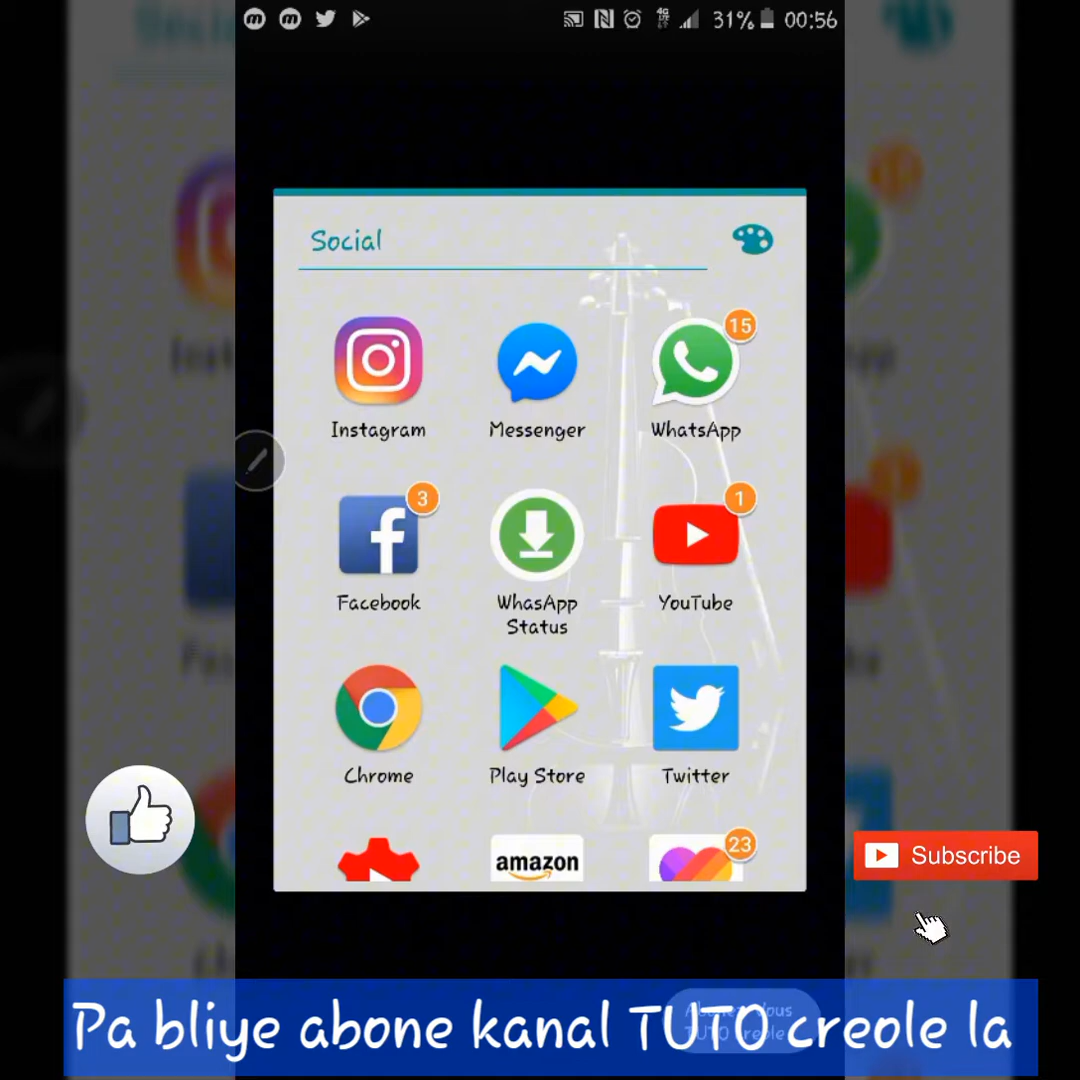 31% 00:56
Social
15
Instagram Messenger WhatsApp
3 1
Facebook WhasApp YouTube
Status
Chrome Play Store Twitter
23
amazon
Subscribe
Pa bliye abone kanal TUTO creole la